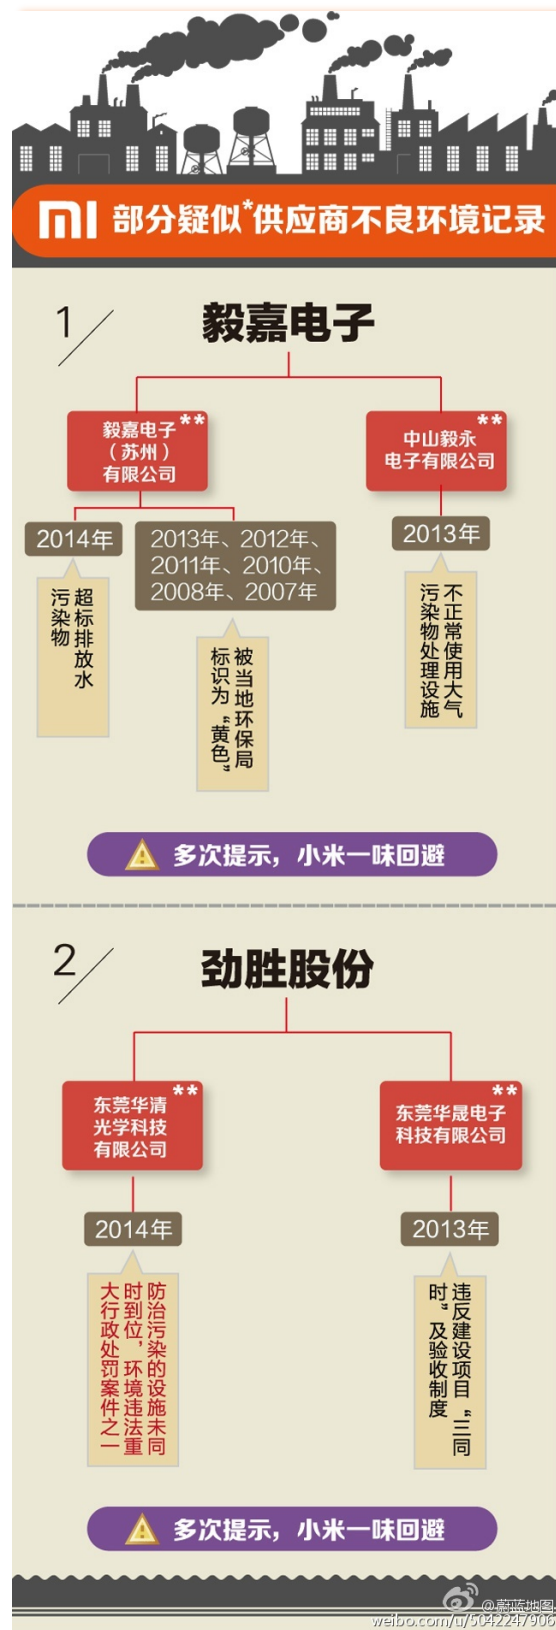 MI 部分疑似*供应商不良环境记录
1
毅嘉电子
毅嘉电子**
（苏州）
有限公司
中山毅永**
电子有限公司
2014年
2013年、2012年、
2011年、2010年、
2008年、2007年
2013年
超标排放水
污染物
被当地环保局
标识为“黄色”
不正常使用大气
污染物处理设施
多次提示，小米一味回避
2
劲胜股份
东莞华清**
光学科技
有限公司
东莞华晟电子**
科技有限公司
2014年
2013年
防治污染的设施未同
时到位，环境违法重
大行政处罚案件之一
违反建设项目“三同
时”及验收制度
多次提示，小米一味回避
@蔚蓝地图
weibo.com/u/5042247906